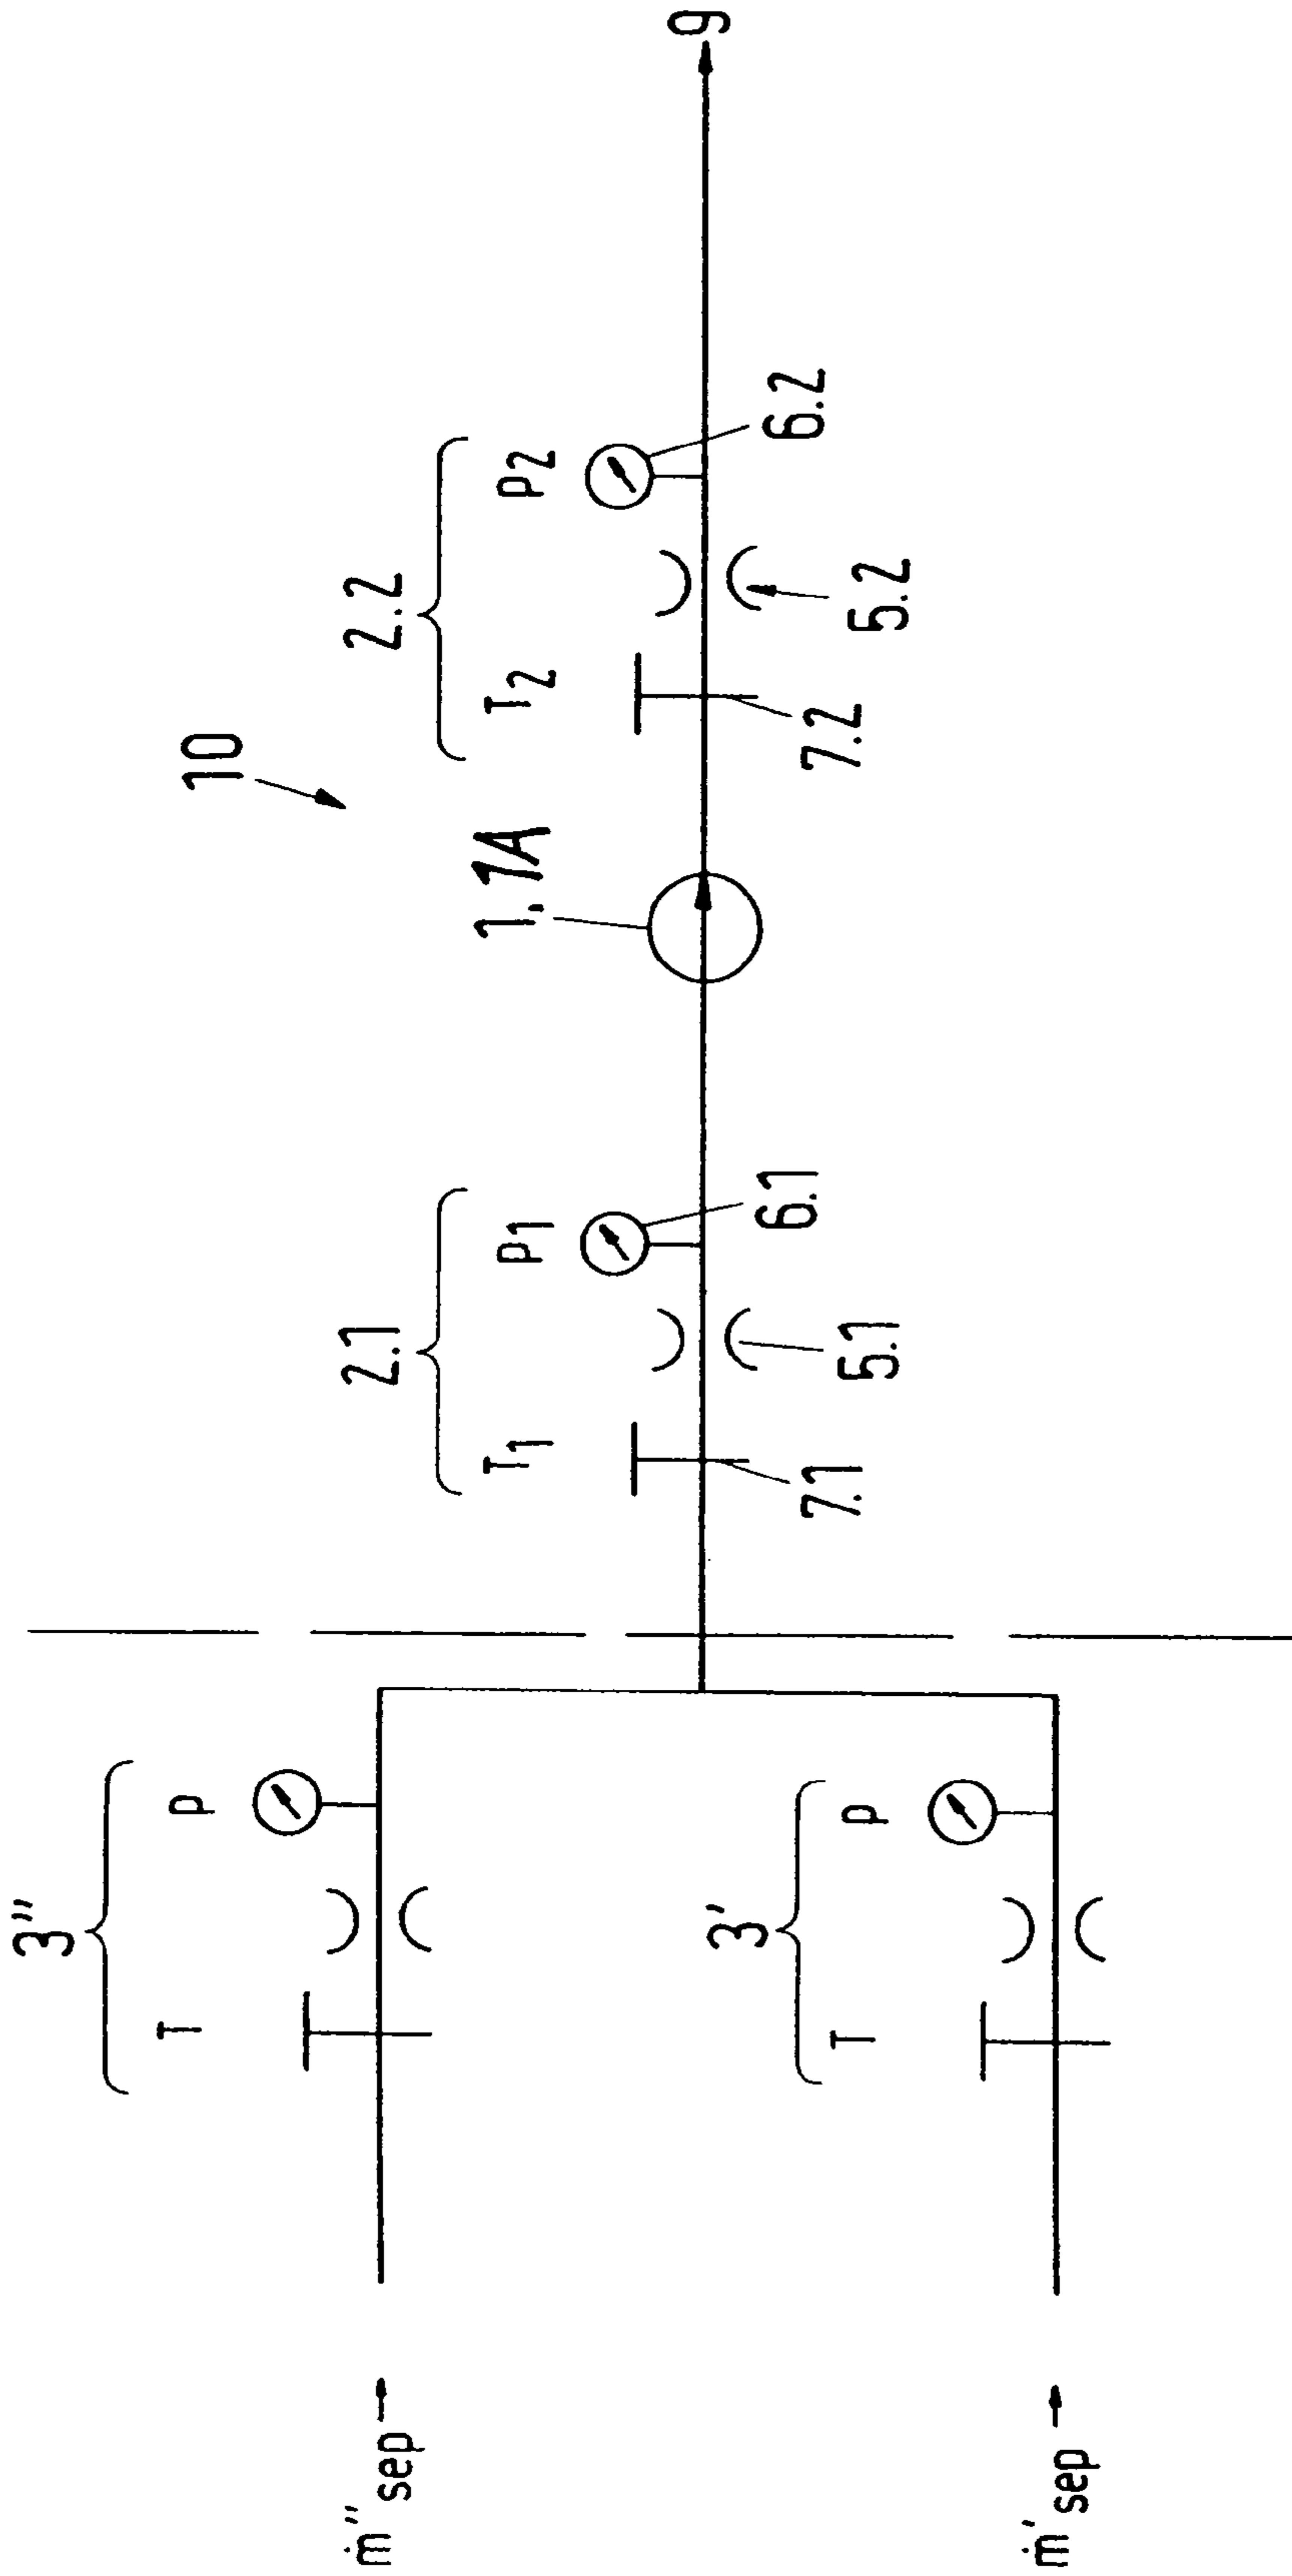 10
3″
2.1
2.2
T
p
T₁
p₁
1, 1A
T₂
p₂
9
ṁ″sep
7.1
5.1
6.1
7.2
5.2
6.2
3′
T
p
ṁ′sep